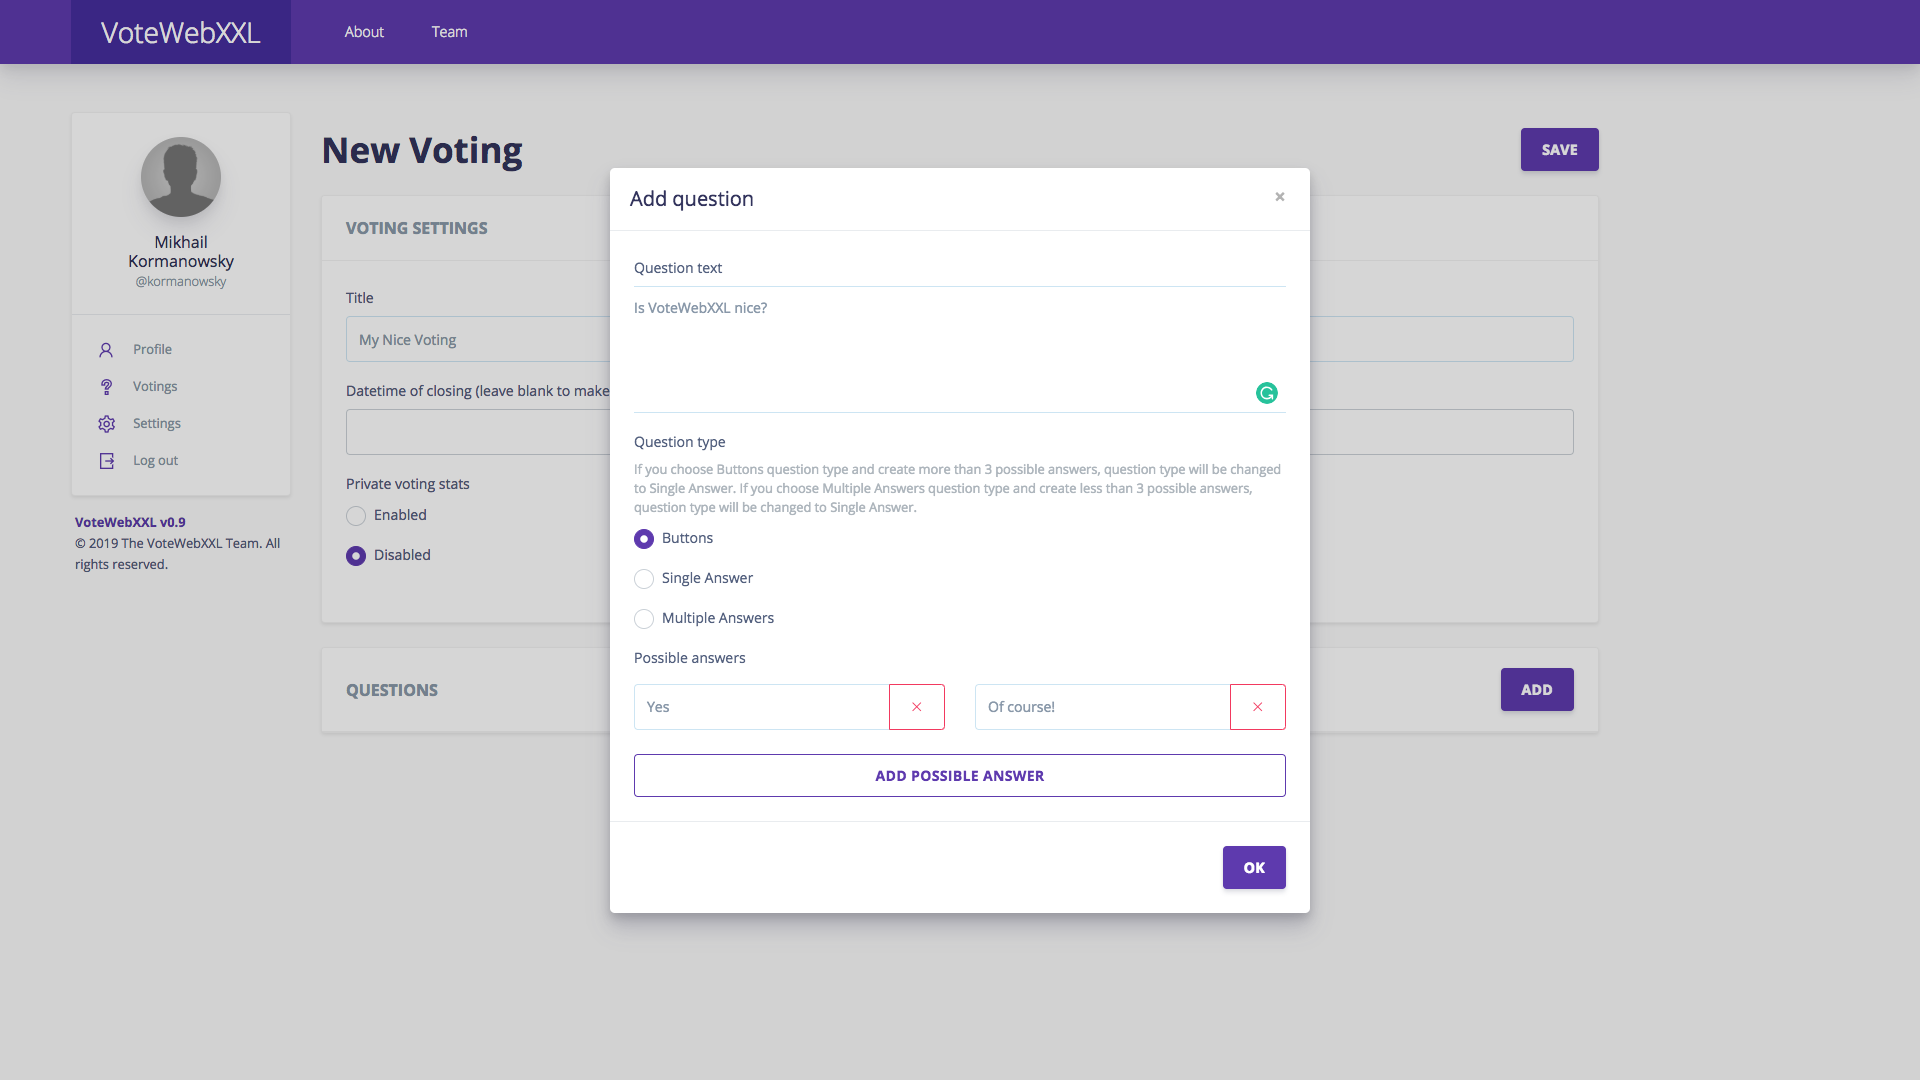 VoteWebXXL
About
Team
Mikhail
Kormanowsky
@kormanowsky
Profile
Votings
Settings
Log out
VoteWebXXL v0.9
© 2019 The VoteWebXXL Team. All
rights reserved.
New Voting
SAVE
VOTING SETTINGS
Title
My Nice Voting
Datetime of closing (leave blank to make
Private voting stats
Enabled
Disabled
QUESTIONS
ADD
Add question
×
Question text
Is VoteWebXXL nice?
Question type
If you choose Buttons question type and create more than 3 possible answers, question type will be changed
to Single Answer. If you choose Multiple Answers question type and create less than 3 possible answers,
question type will be changed to Single Answer.
Buttons
Single Answer
Multiple Answers
Possible answers
Yes
Of course!
ADD POSSIBLE ANSWER
OK